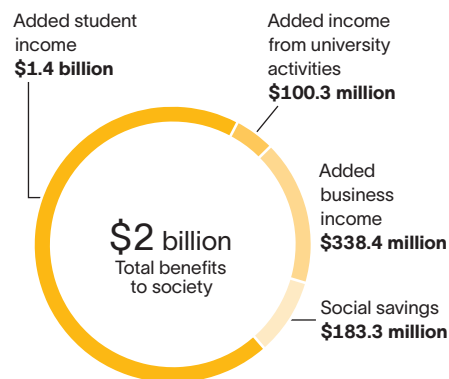 Added student
income
$1.4 billion
Added income
from university
activities
$100.3 million
Added
business
income
$338.4 million
$2 billion
Total benefits
to society
Social savings
$183.3 million